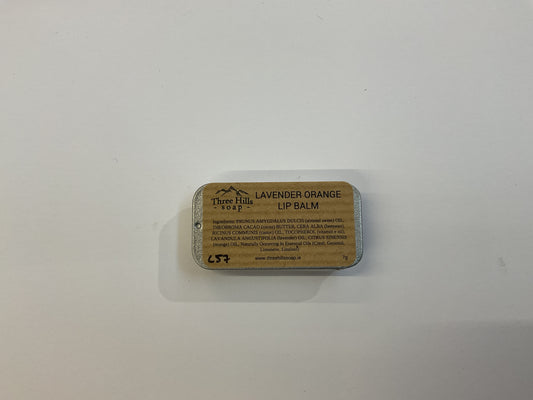 Three Hills
- soap -
LAVENDER ORANGE
LIP BALM
Ingredients: PRUNUS AMYGDALUS DULCIS (almond sweet) OIL,
THEOBROMA CACAO (cocoa) BUTTER, CERA ALBA (beeswax),
RICINUS COMMUNIS (castor) OIL, TOCOPHEROL (vitamin e oil),
LAVANDULA ANGUSTIFOLIA (lavender) OIL, CITRUS SINENSIS
(orange) OIL, Naturally Occurring in Essential Oils (Citral, Geraniol,
Limonene, Linalool)
L57
www.threehillssoap.ie
7g